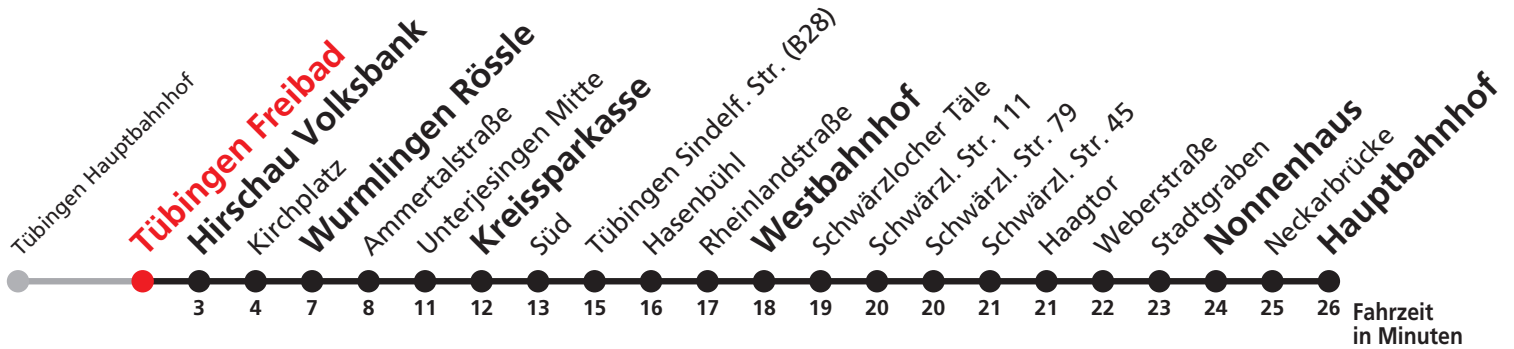 Tübingen Hauptbahnhof
Tübingen Freibad
Hirschau Volksbank
Kirchplatz
Wurmlingen Rössle
Ammertalstraße
Unterjesingen Mitte
Kreissparkasse
Süd
Tübingen Sindelf. Str. (B28)
Hasenbühl
Rheinlandstraße
Westbahnhof
Schwärzlocher Täle
Schwärzl. Str. 111
Schwärzl. Str. 79
Schwärzl. Str. 45
Haagtor
Weberstraße
Stadtgraben
Nonnenhaus
Neckarbrücke
Hauptbahnhof
3 4 7 8 11 12 13 15 16 17 18 19 20 20 21 21 22 23 24 25 26
Fahrzeit
in Minuten